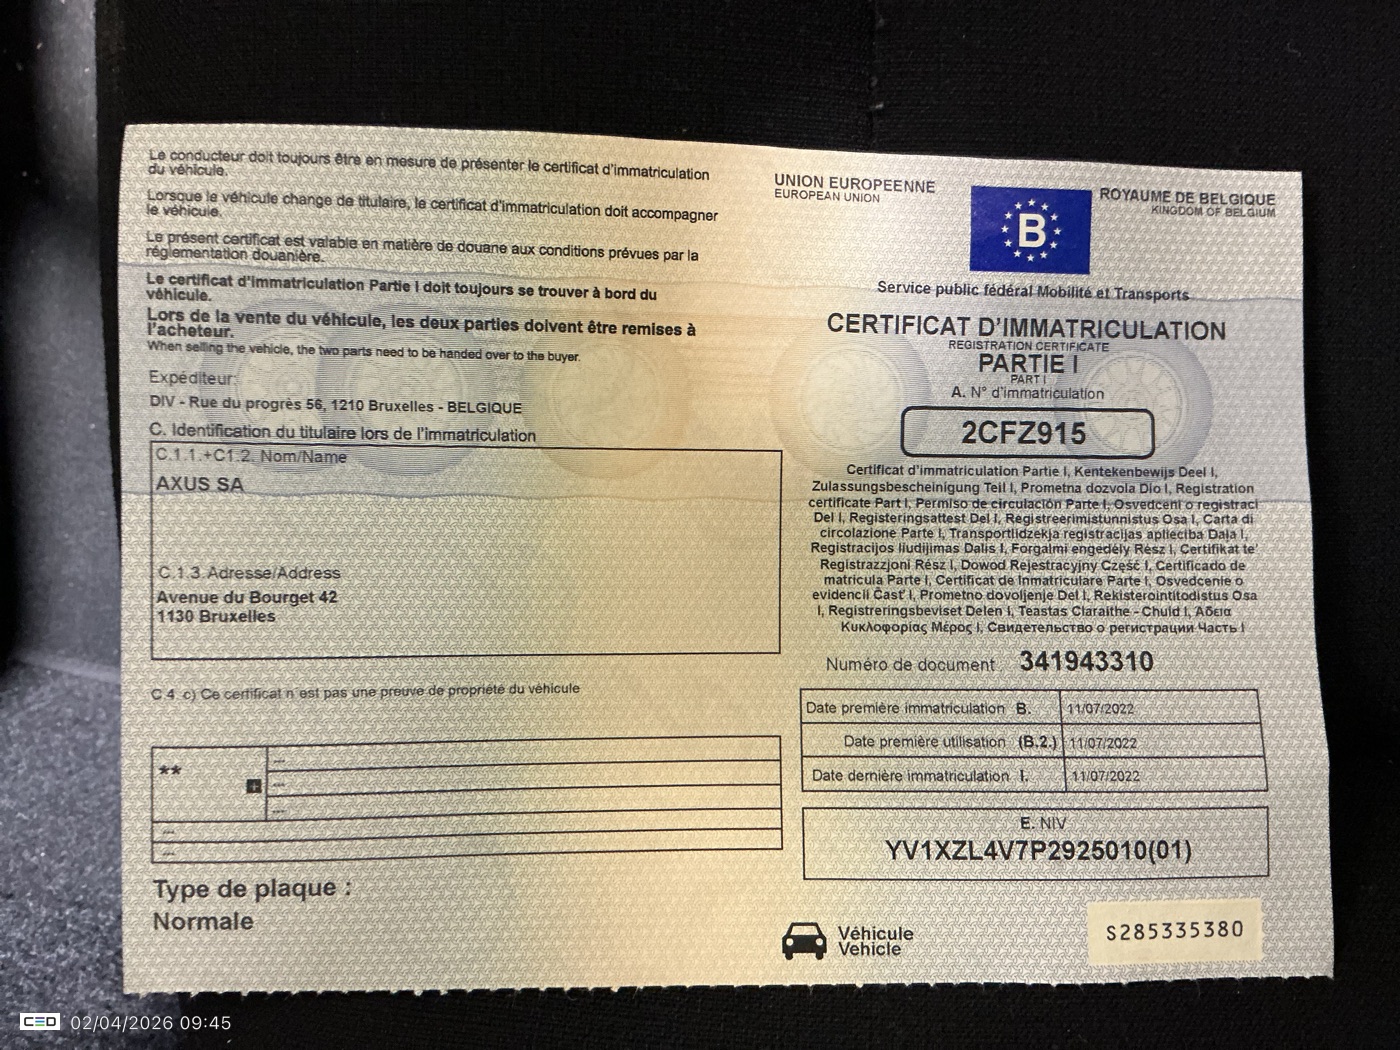 Le conducteur doit toujours être en mesure de présenter le certificat d'immatriculation
du véhicule.
Lorsque le véhicule change de titulaire, le certificat d'immatriculation doit accompagner
le véhicule.
Le présent certificat est valable en matière de douane aux conditions prévues par la
réglementation douanière.
Le certificat d'immatriculation Partie I doit toujours se trouver à bord du
véhicule.
Lors de la vente du véhicule, les deux parties doivent être remises à
l'acheteur.
When selling the vehicle, the two parts need to be handed over to the buyer.
Expéditeur:
DIV - Rue du progrès 56, 1210 Bruxelles - BELGIQUE
C. Identification du titulaire lors de l'immatriculation
C.1.1.+C1.2. Nom/Name
AXUS SA
C.1.3 Adresse/Address
Avenue du Bourget 42
1130 Bruxelles
C.4. c) Ce certificat n'est pas une preuve de propriété du véhicule
**
---
---
---
---
---
Type de plaque :
Normale
UNION EUROPEENNE
EUROPEAN UNION
B
ROYAUME DE BELGIQUE
KINGDOM OF BELGIUM
Service public fédéral Mobilité et Transports
CERTIFICAT D'IMMATRICULATION
REGISTRATION CERTIFICATE
PARTIE I
PART I
A. N° d'immatriculation
2CFZ915
Certificat d'immatriculation Partie I, Kentekenbewijs Deel I,
Zulassungsbescheinigung Teil I, Prometna dozvola Dio I, Registration
certificate Part I, Permiso de circulación Parte I, Osvedceni o registraci
Del I, Registeringsattest Del I, Registreerimistunnistus Osa I, Carta di
circolazione Parte I, Transportlidzekja registracijas aplieciba Daļa I,
Registracijos liudijimas Dalis I, Forgalmi engedély Rész I, Certifikat te'
Registrazzjoni Rész I, Dowod Rejestracyjny Część I, Certificado de
matricula Parte I, Certificat de Inmatriculare Parte I, Osvedcenie o
evidencii Časť I, Prometno dovoljenje Del I, Rekisterointitodistus Osa
I, Registreringsbeviset Delen I, Teastas Claraithe - Chuid I, Άδεια
Κυκλοφορίας Μέρος I, Свидетельство о регистрации Часть I
Numéro de document 341943310
Date première immatriculation B. 11/07/2022
Date première utilisation (B.2.) 11/07/2022
Date dernière immatriculation I. 11/07/2022
E. NIV
YV1XZL4V7P2925010(01)
Véhicule
Vehicle
S285335380
CED 02/04/2026 09:45